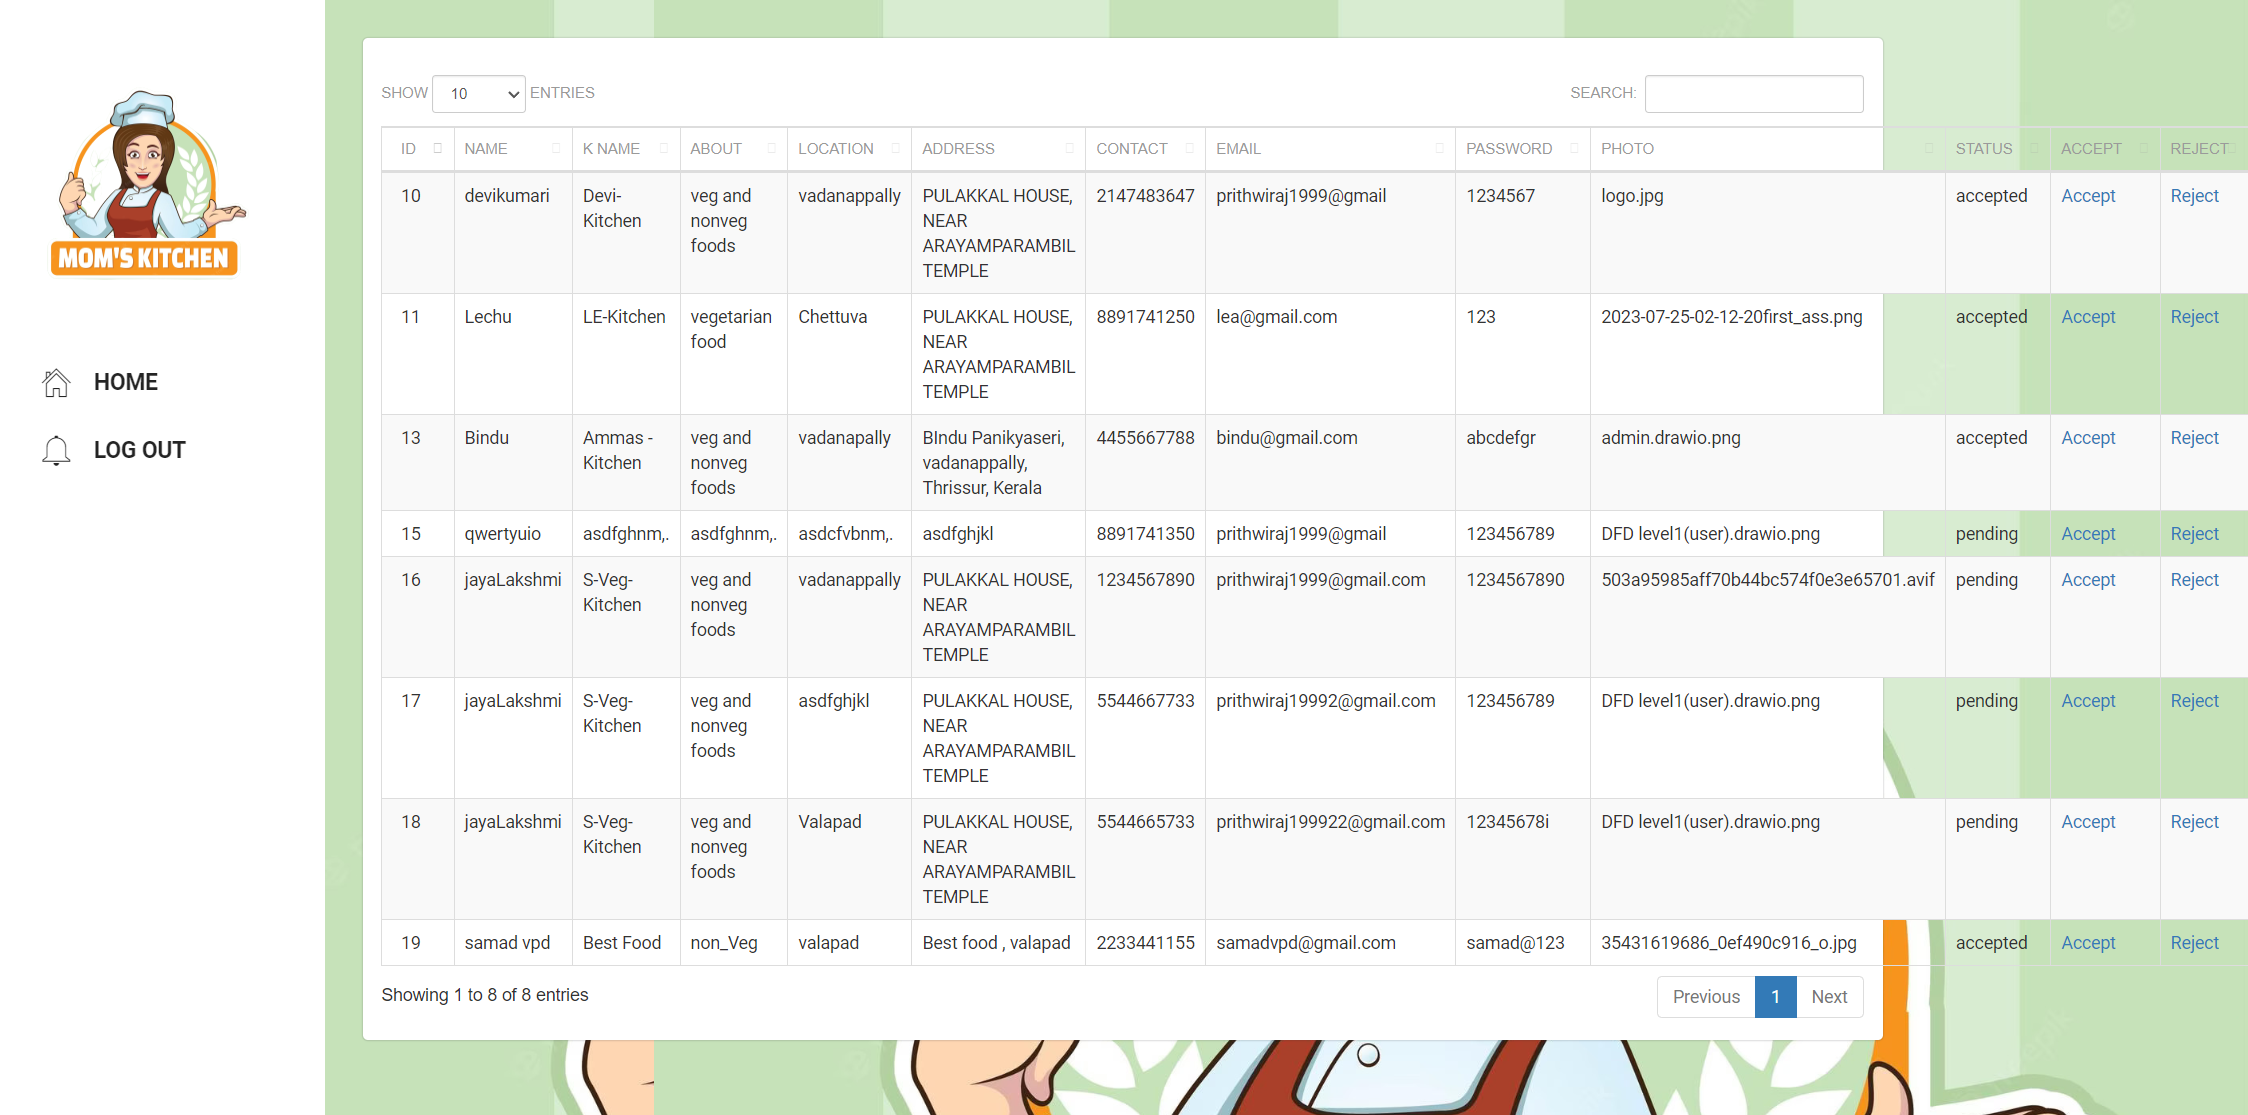 MOM'S KITCHEN
HOME
LOG OUT
SHOW 10 ENTRIES
SEARCH:
ID NAME K NAME ABOUT LOCATION ADDRESS CONTACT EMAIL PASSWORD PHOTO STATUS ACCEPT REJECT
10 devikumari Devi- veg and vadanappally PULAKKAL HOUSE, 2147483647 prithwiraj1999@gmail 1234567 logo.jpg accepted Accept Reject
Kitchen nonveg NEAR
foods ARAYAMPARAMBIL
TEMPLE
11 Lechu LE-Kitchen vegetarian Chettuva PULAKKAL HOUSE, 8891741250 lea@gmail.com 123 2023-07-25-02-12-20first_ass.png accepted Accept Reject
food NEAR
ARAYAMPARAMBIL
TEMPLE
13 Bindu Ammas - veg and vadanapally BIndu Panikyaseri, 4455667788 bindu@gmail.com abcdefgr admin.drawio.png accepted Accept Reject
Kitchen nonveg vadanappally,
foods Thrissur, Kerala
15 qwertyuio asdfghnm,. asdfghnm,. asdcfvbnm,. asdfghjkl 8891741350 prithwiraj1999@gmail 123456789 DFD level1(user).drawio.png pending Accept Reject
16 jayaLakshmi S-Veg- veg and vadanappally PULAKKAL HOUSE, 1234567890 prithwiraj1999@gmail.com 1234567890 503a95985aff70b44bc574f0e3e65701.avif pending Accept Reject
Kitchen nonveg NEAR
foods ARAYAMPARAMBIL
TEMPLE
17 jayaLakshmi S-Veg- veg and asdfghjkl PULAKKAL HOUSE, 5544667733 prithwiraj19992@gmail.com 123456789 DFD level1(user).drawio.png pending Accept Reject
Kitchen nonveg NEAR
foods ARAYAMPARAMBIL
TEMPLE
18 jayaLakshmi S-Veg- veg and Valapad PULAKKAL HOUSE, 5544665733 prithwiraj199922@gmail.com 12345678i DFD level1(user).drawio.png pending Accept Reject
Kitchen nonveg NEAR
foods ARAYAMPARAMBIL
TEMPLE
19 samad vpd Best Food non_Veg valapad Best food , valapad 2233441155 samadvpd@gmail.com samad@123 35431619686_0ef490c916_o.jpg accepted Accept Reject
Showing 1 to 8 of 8 entries
Previous 1 Next